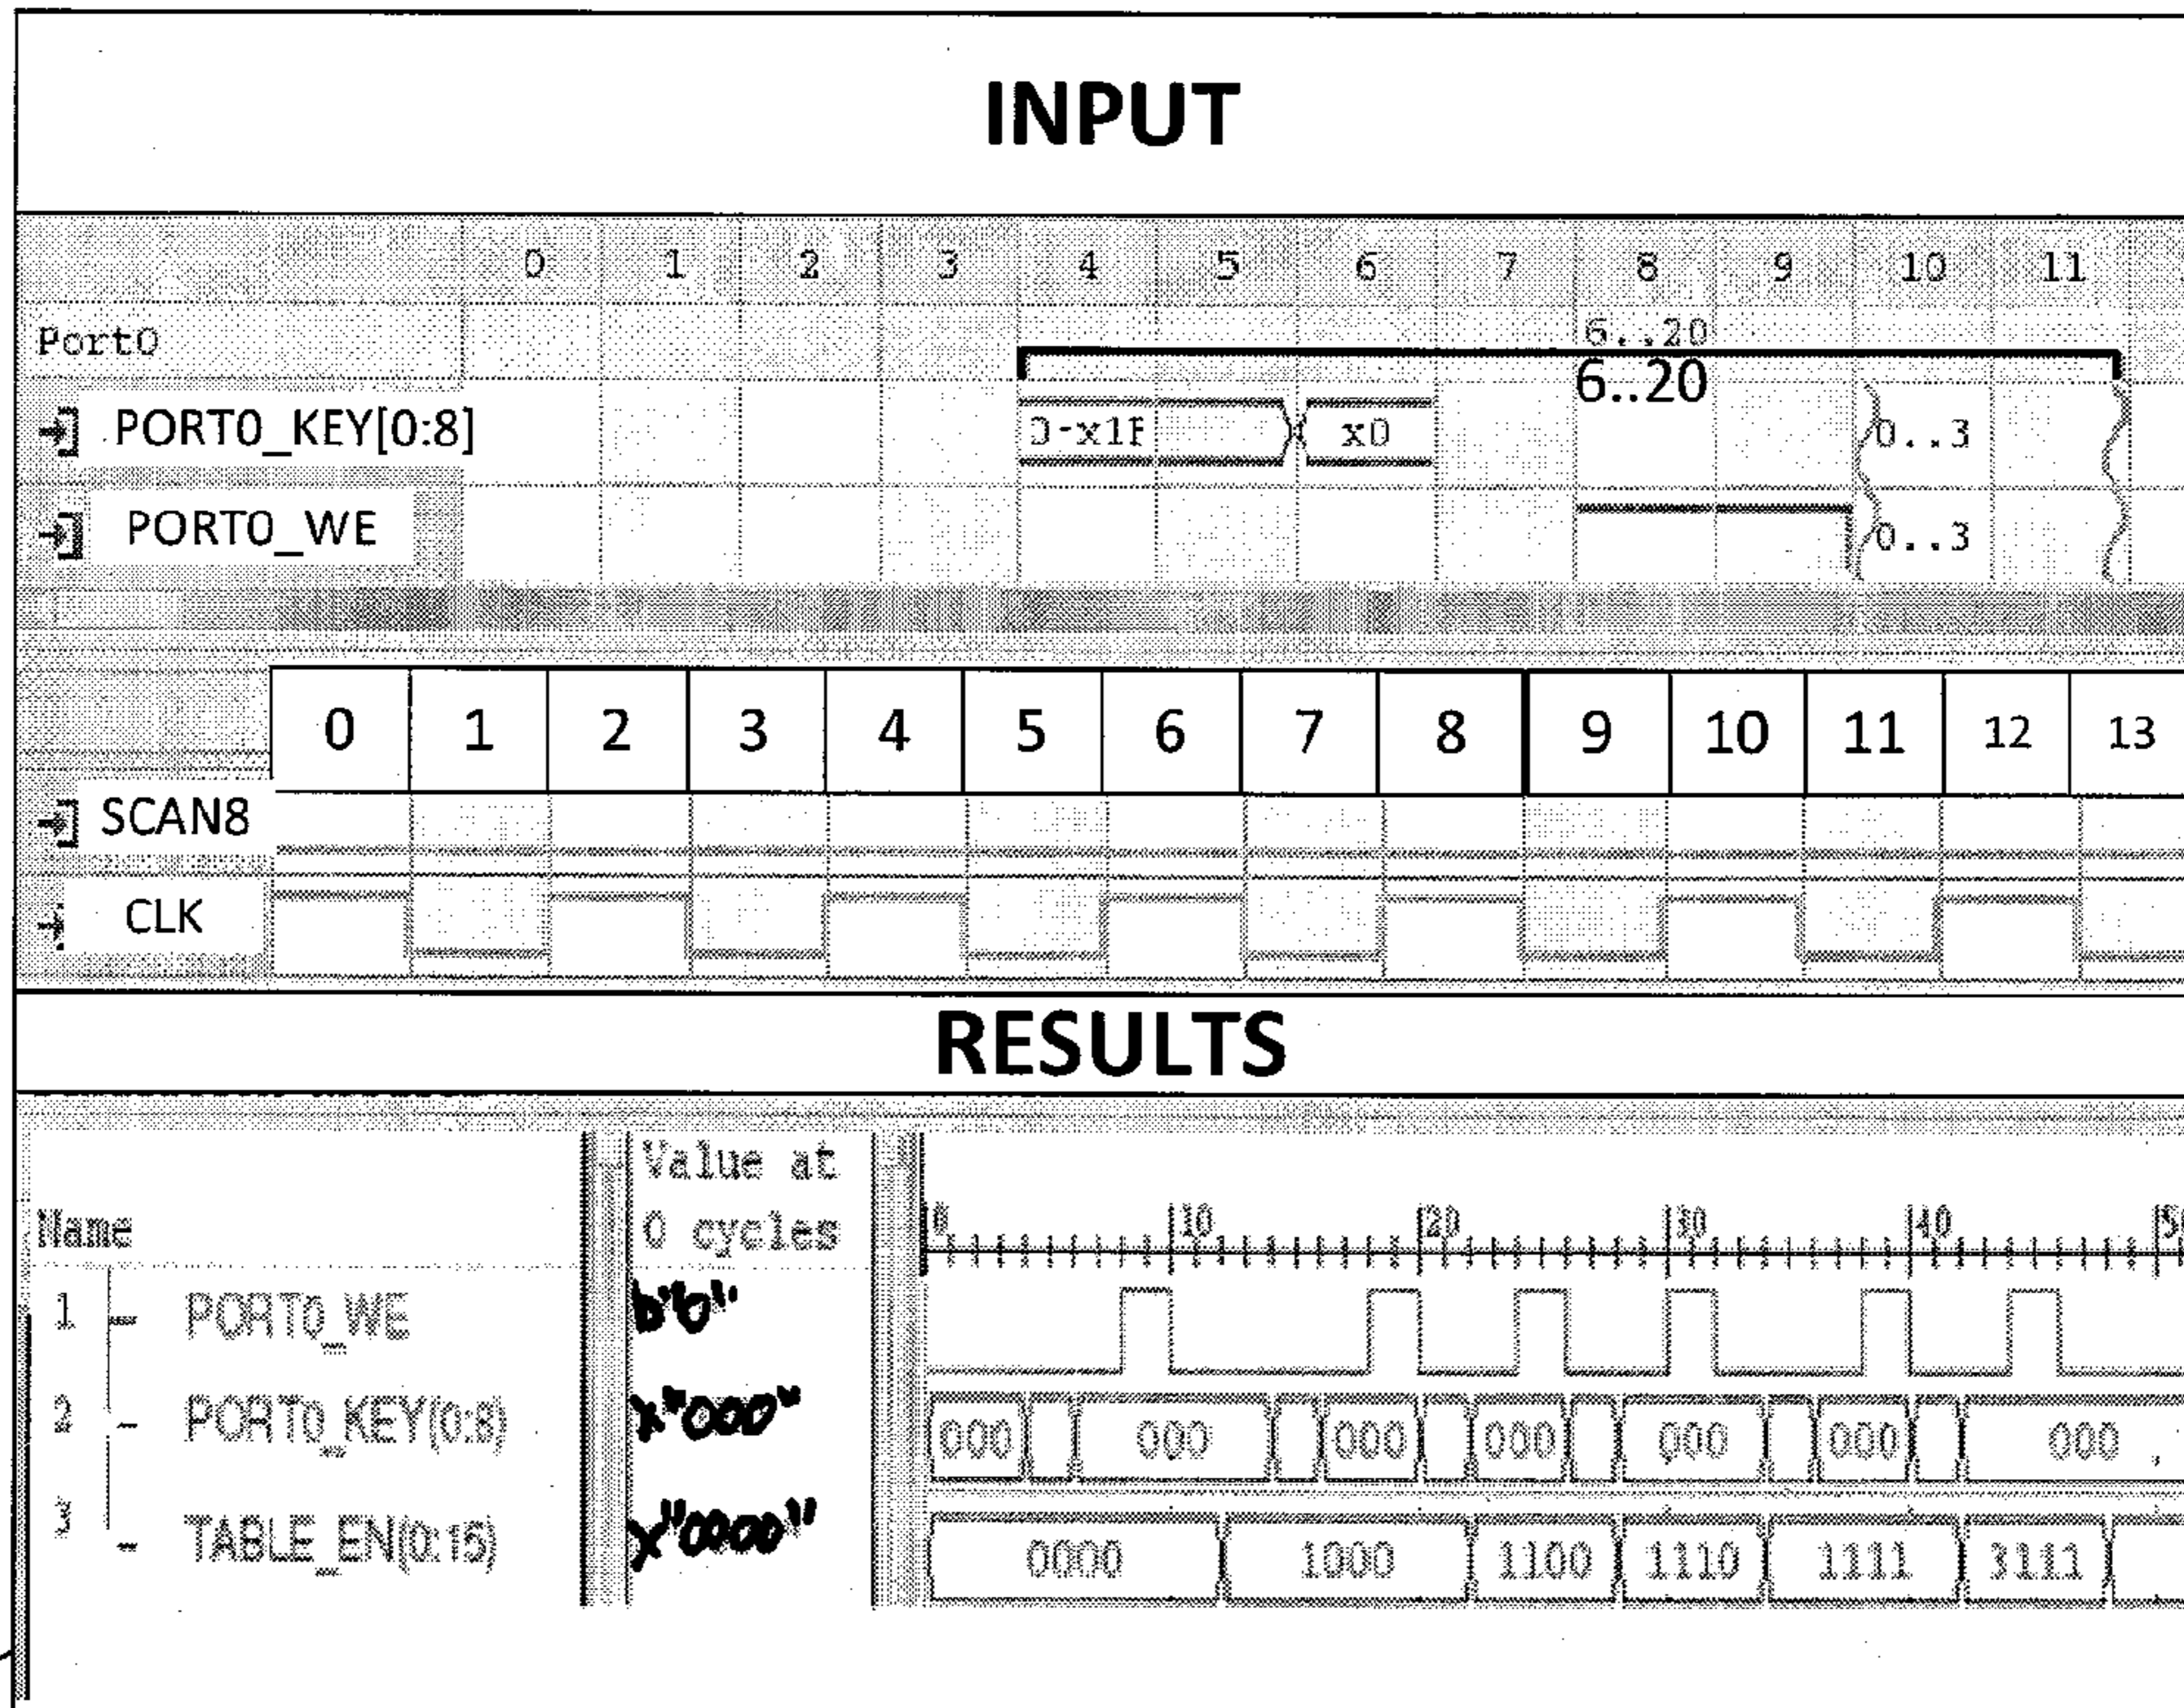 INPUT
0 1 2 3 4 5 6 7 8 9 10 11
Port0 6..20
6..20
PORT0_KEY[0:8] 0-x1F x0 0..3
PORT0_WE 0..3
0 1 2 3 4 5 6 7 8 9 10 11 12 13
SCAN8
CLK
RESULTS
Value at
Name 0 cycles 0 10 20 30 40
1 PORT0_WE b"0"
2 PORT0_KEY(0:8) x"000" 000 000 000 000 000 000 000
3 TABLE_EN(0:15) x"0000" 0000 1000 1100 1110 1111 3111